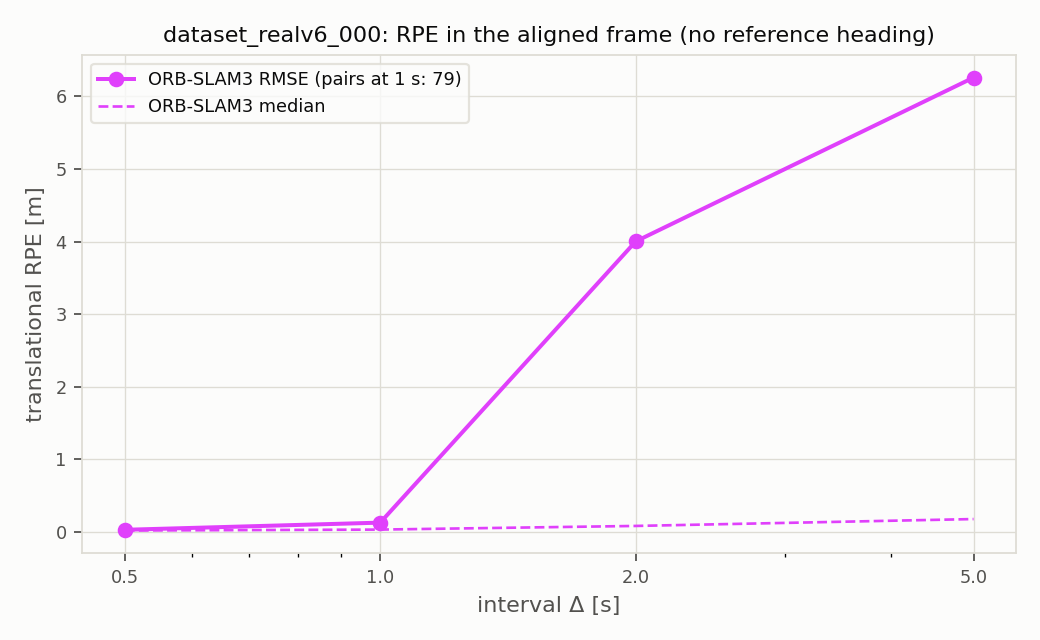 dataset_realv6_000: RPE in the aligned frame (no reference heading)
ORB-SLAM3 RMSE (pairs at 1 s: 79)
ORB-SLAM3 median
translational RPE [m]
6
5
4
3
2
1
0
0.5
1.0
2.0
5.0
interval Δ [s]